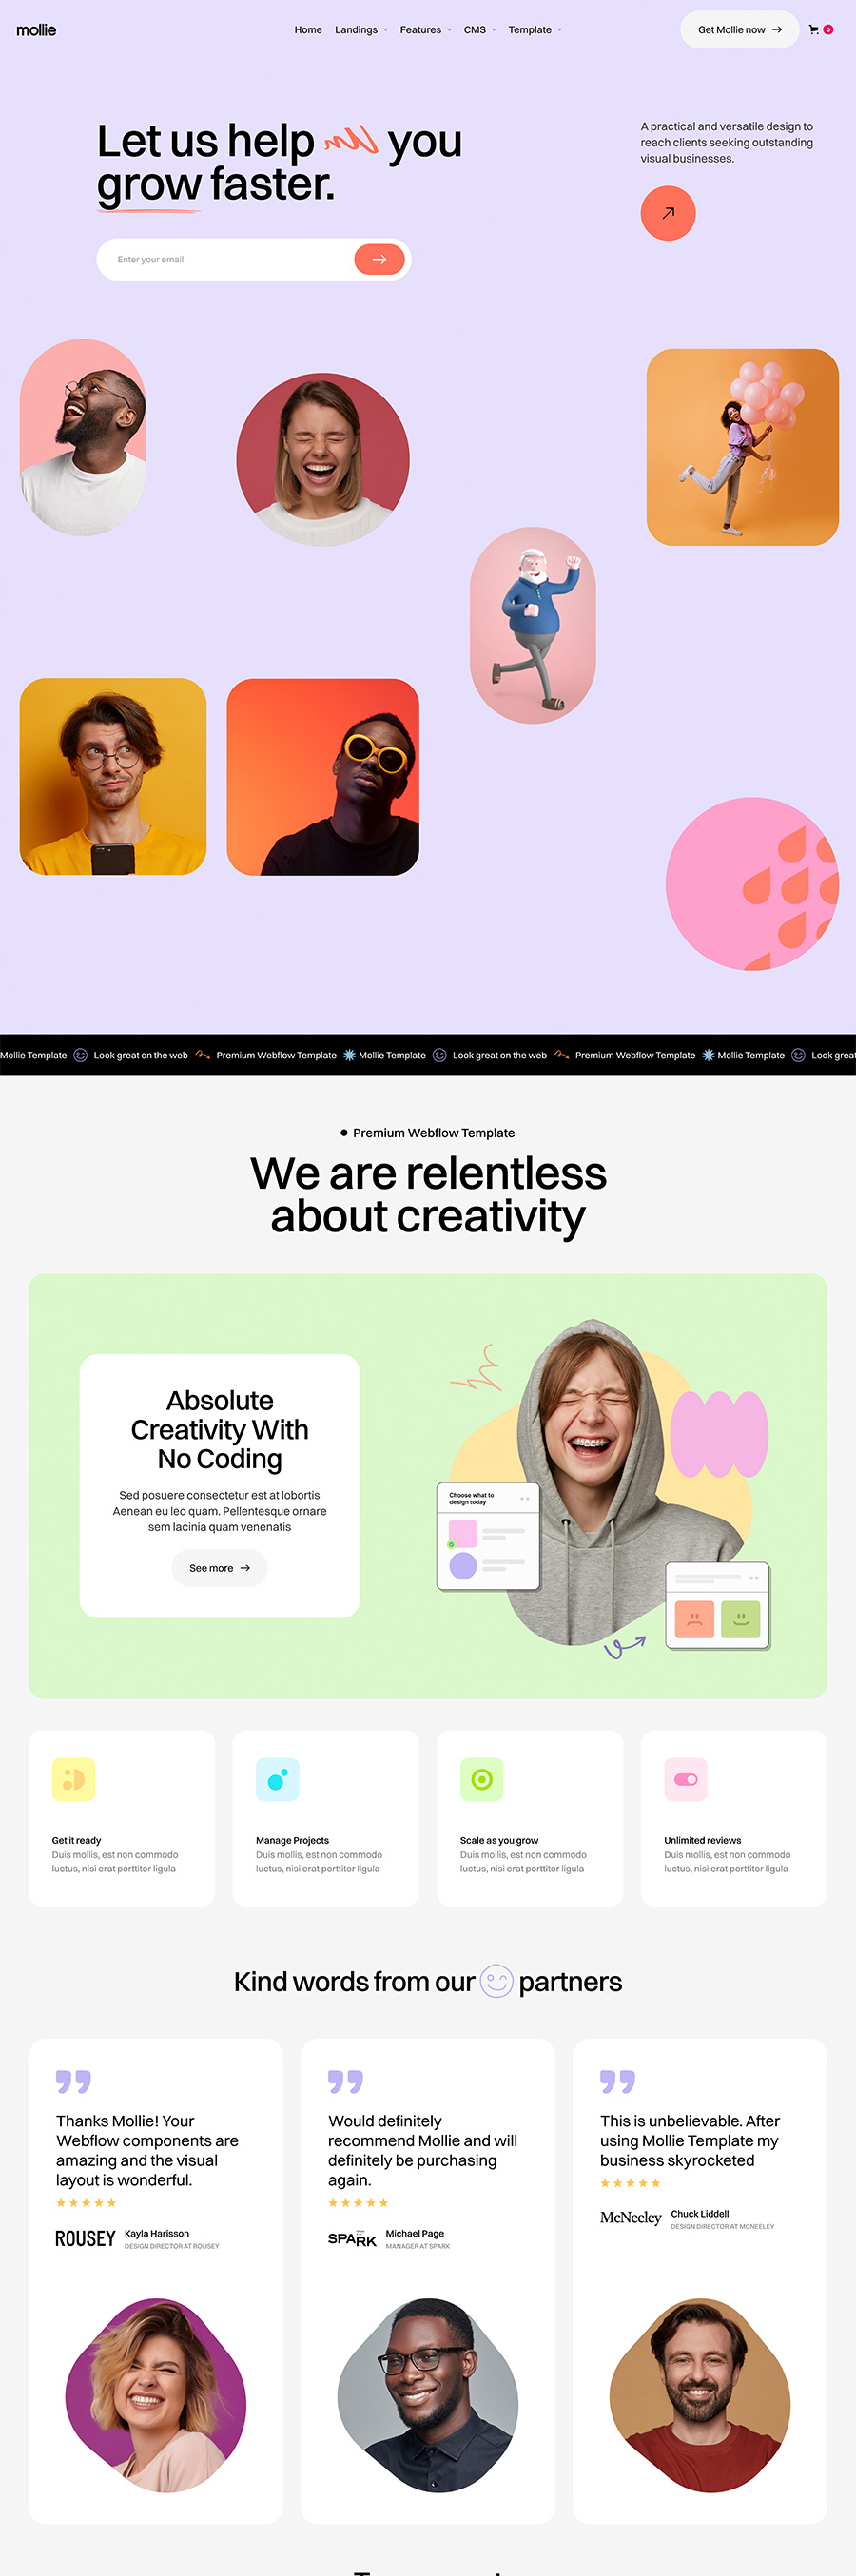 mollie
Home Landings Features CMS Template
Get Mollie now
0
Let us help you
grow faster.
A practical and versatile design to
reach clients seeking outstanding
visual businesses.
Enter your email
Mollie Template Look great on the web Premium Webflow Template Mollie Template Look great on the web Premium Webflow Template Mollie Template Look great
Premium Webflow Template
We are relentless
about creativity
Absolute
Creativity With
No Coding
Sed posuere consectetur est at lobortis
Aenean eu leo quam. Pellentesque ornare
sem lacinia quam venenatis
See more
Choose what to
design today
Get it ready
Duis mollis, est non commodo
luctus, nisi erat porttitor ligula
Manage Projects
Duis mollis, est non commodo
luctus, nisi erat porttitor ligula
Scale as you grow
Duis mollis, est non commodo
luctus, nisi erat porttitor ligula
Unlimited reviews
Duis mollis, est non commodo
luctus, nisi erat porttitor ligula
Kind words from our partners
Thanks Mollie! Your
Webflow components are
amazing and the visual
layout is wonderful.
ROUSEY
Kayla Harisson
DESIGN DIRECTOR AT ROUSEY
Would definitely
recommend Mollie and will
definitely be purchasing
again.
SPARK
Michael Page
MANAGER AT SPARK
This is unbelievable. After
using Mollie Template my
business skyrocketed
McNeeley
Chuck Liddell
DESIGN DIRECTOR AT MCNEELEY